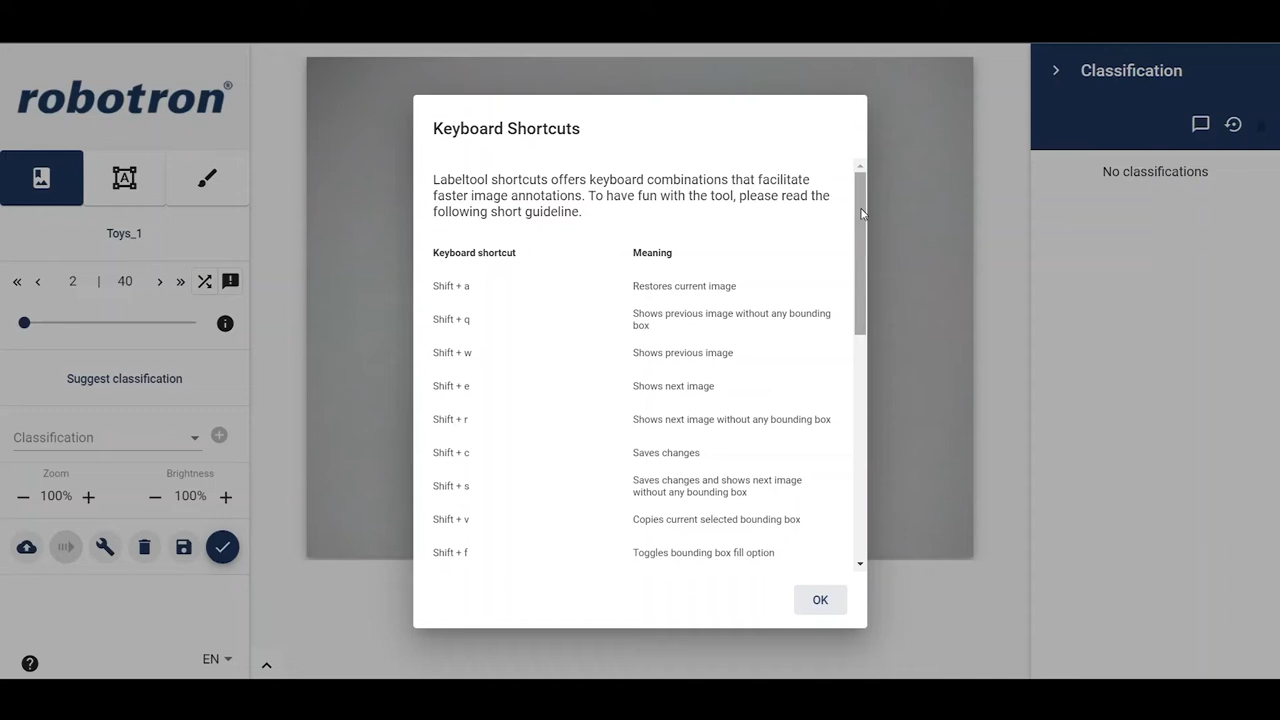 robotron®
Toys_1
« ‹ 2 | 40 › »
Suggest classification
Classification
Zoom
Brightness
100%
100%
EN
Keyboard Shortcuts
Labeltool shortcuts offers keyboard combinations that facilitate
faster image annotations. To have fun with the tool, please read the
following short guideline.
Keyboard shortcut Meaning
Shift + a Restores current image
Shift + q Shows previous image without any bounding
box
Shift + w Shows previous image
Shift + e Shows next image
Shift + r Shows next image without any bounding box
Shift + c Saves changes
Shift + s Saves changes and shows next image
without any bounding box
Shift + v Copies current selected bounding box
Shift + f Toggles bounding box fill option
OK
Classification
No classifications